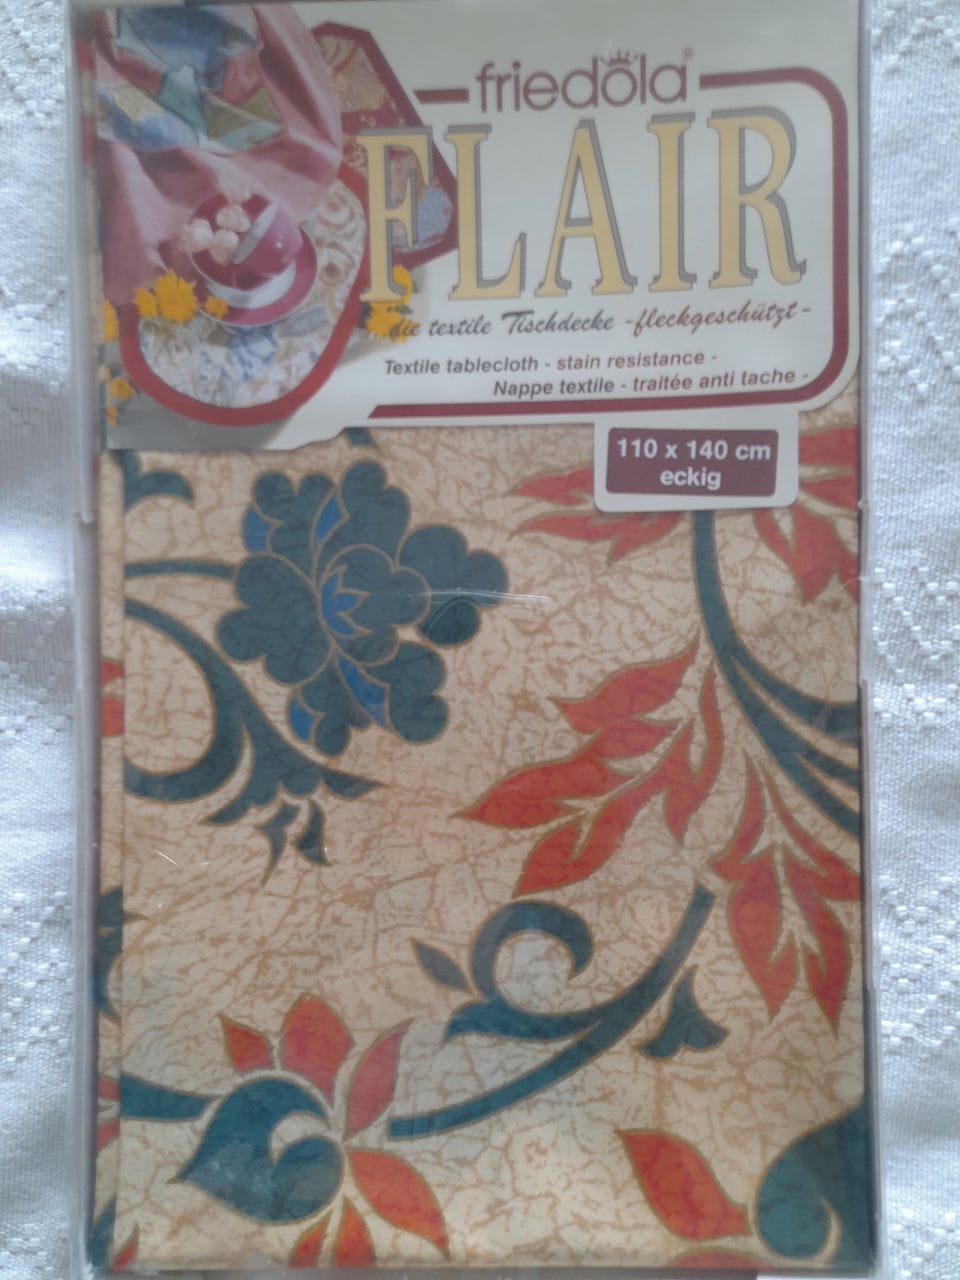 friedola®
FLAIR
die textile Tischdecke -fleckgeschützt-
Textile tablecloth - stain resistance -
Nappe textile - traitée anti tache -
110 x 140 cm
eckig